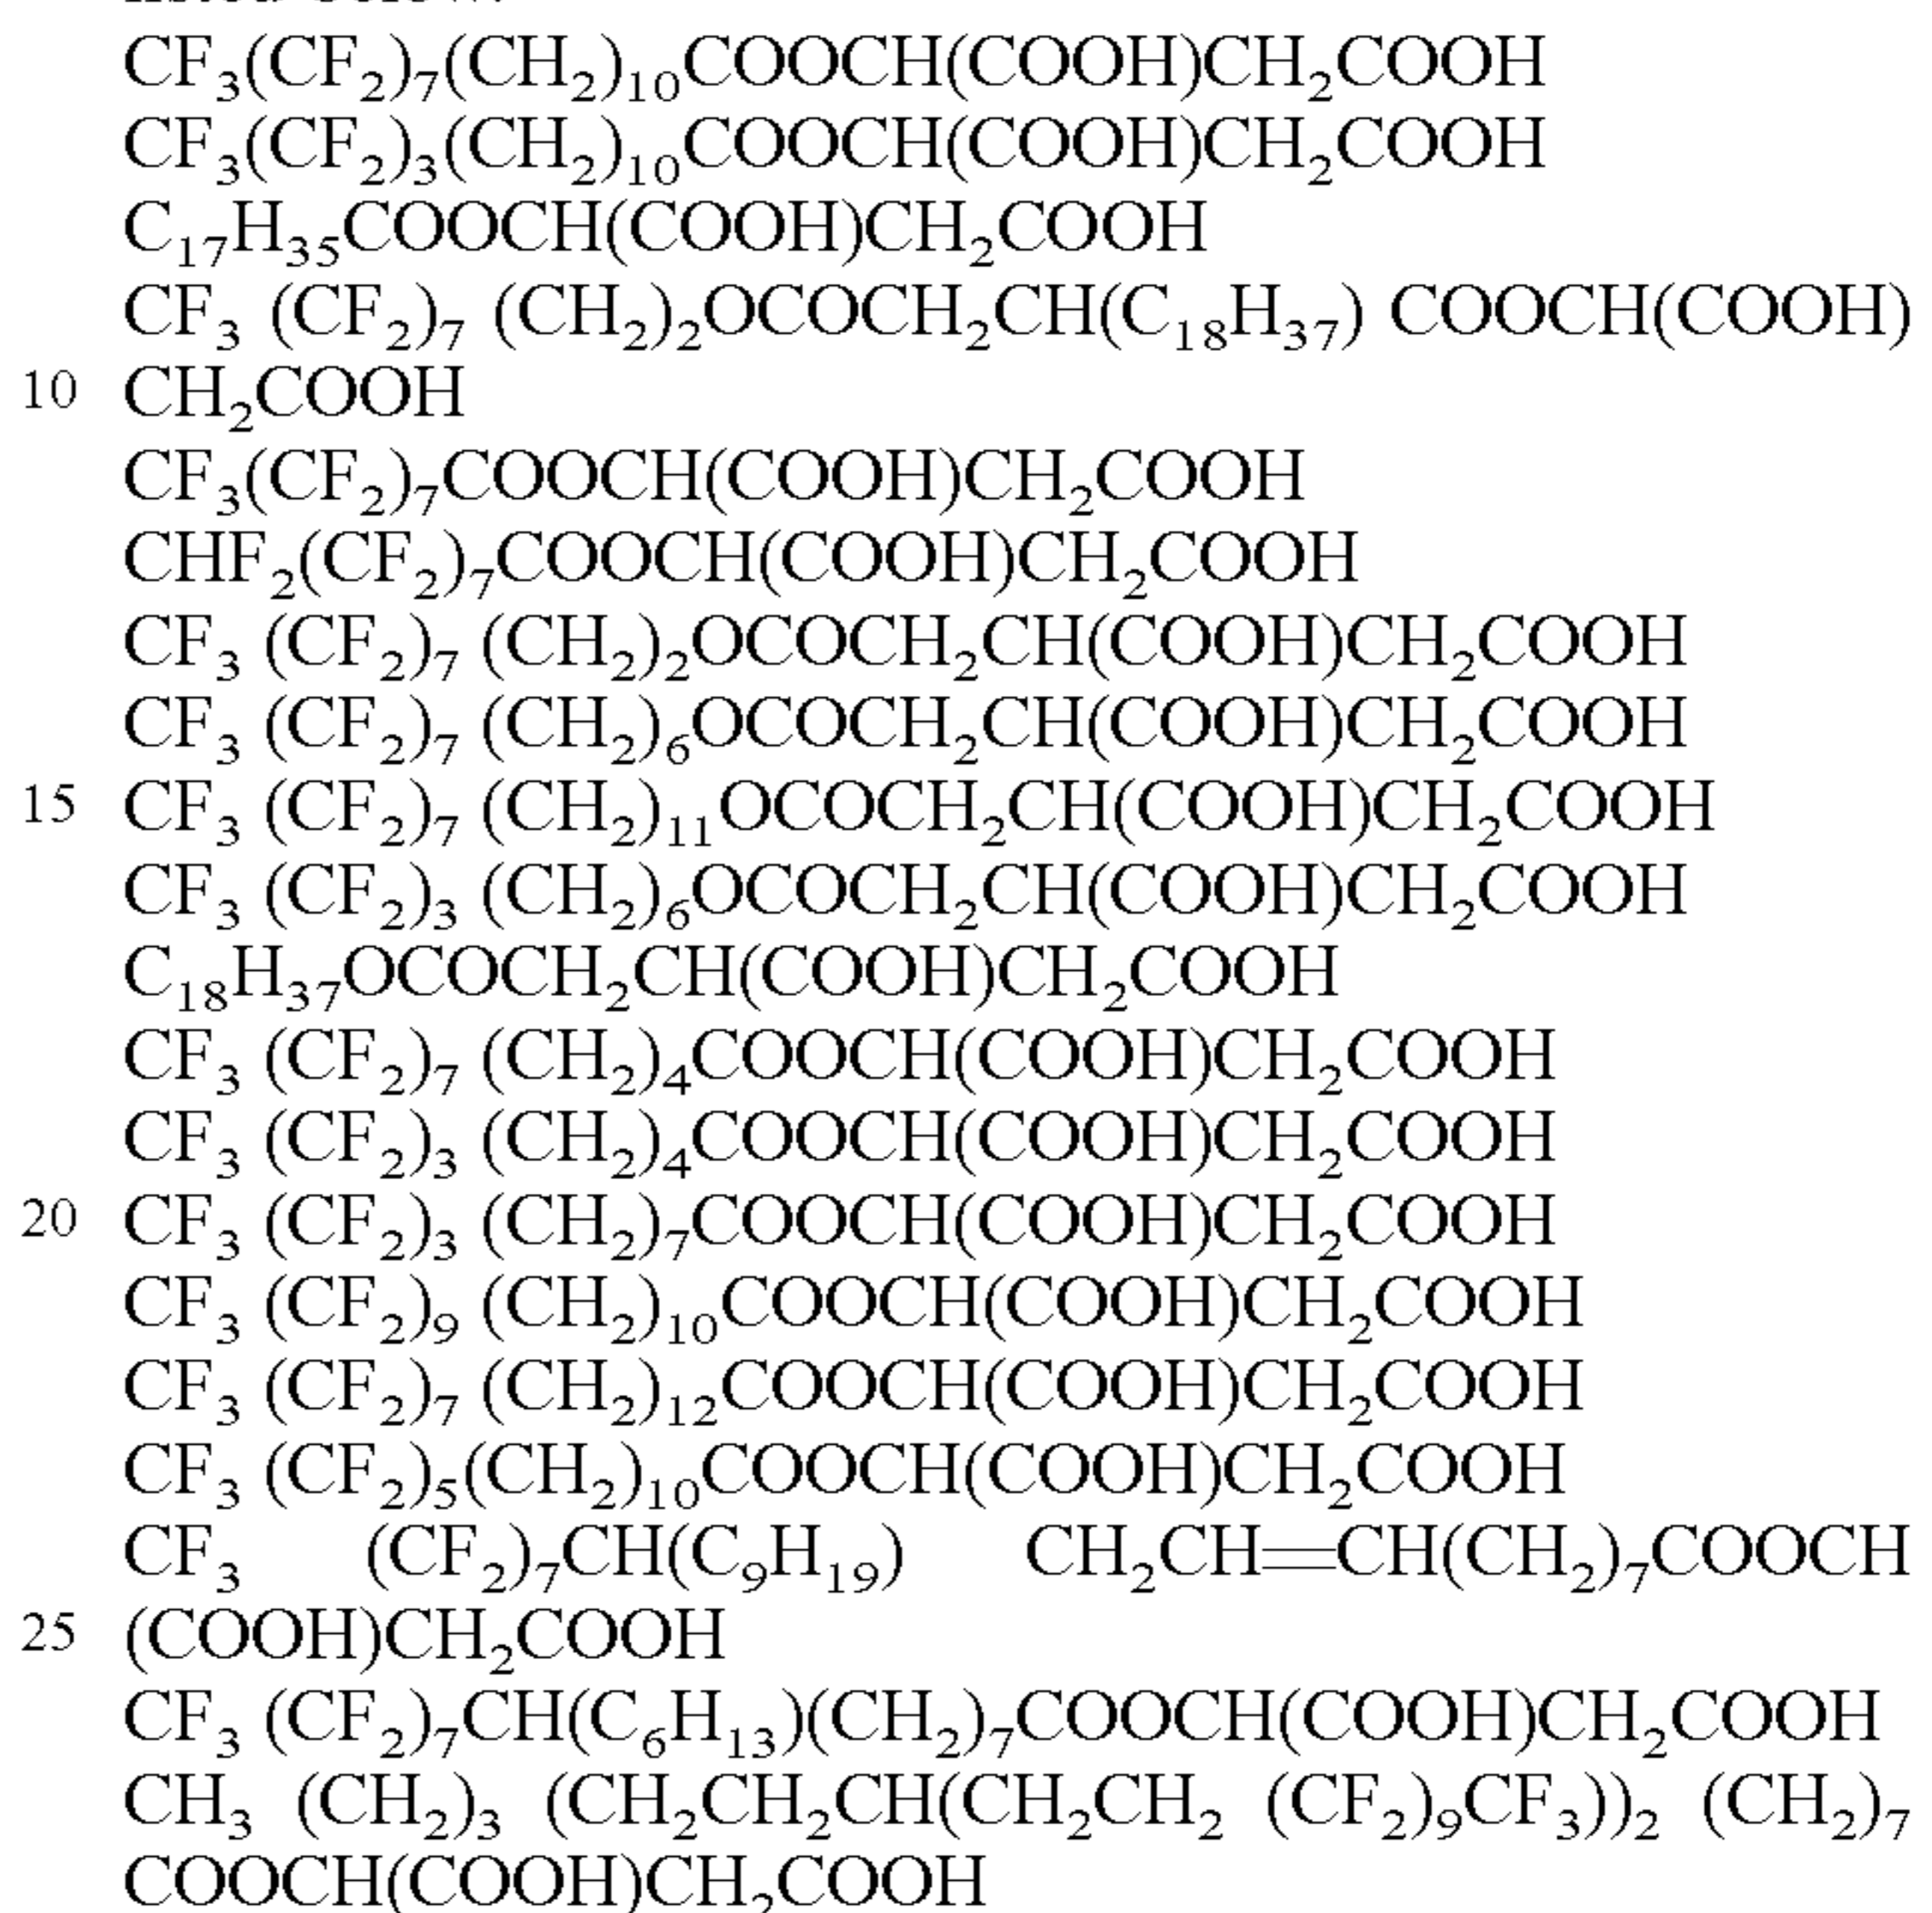 CF₃(CF₂)₇(CH₂)₁₀COOCH(COOH)CH₂COOH
CF₃(CF₂)₃(CH₂)₁₀COOCH(COOH)CH₂COOH
C₁₇H₃₅COOCH(COOH)CH₂COOH
CF₃ (CF₂)₇ (CH₂)₂OCOCH₂CH(C₁₈H₃₇) COOCH(COOH)
10 CH₂COOH
CF₃(CF₂)₇COOCH(COOH)CH₂COOH
CHF₂(CF₂)₇COOCH(COOH)CH₂COOH
CF₃ (CF₂)₇ (CH₂)₂OCOCH₂CH(COOH)CH₂COOH
CF₃ (CF₂)₇ (CH₂)₆OCOCH₂CH(COOH)CH₂COOH
15 CF₃ (CF₂)₇ (CH₂)₁₁OCOCH₂CH(COOH)CH₂COOH
CF₃ (CF₂)₃ (CH₂)₆OCOCH₂CH(COOH)CH₂COOH
C₁₈H₃₇OCOCH₂CH(COOH)CH₂COOH
CF₃ (CF₂)₇ (CH₂)₄COOCH(COOH)CH₂COOH
CF₃ (CF₂)₃ (CH₂)₄COOCH(COOH)CH₂COOH
20 CF₃ (CF₂)₃ (CH₂)₇COOCH(COOH)CH₂COOH
CF₃ (CF₂)₉ (CH₂)₁₀COOCH(COOH)CH₂COOH
CF₃ (CF₂)₇ (CH₂)₁₂COOCH(COOH)CH₂COOH
CF₃ (CF₂)₅(CH₂)₁₀COOCH(COOH)CH₂COOH
CF₃ (CF₂)₇CH(C₉H₁₉) CH₂CH=CH(CH₂)₇COOCH
25 (COOH)CH₂COOH
CF₃ (CF₂)₇CH(C₆H₁₃)(CH₂)₇COOCH(COOH)CH₂COOH
CH₃ (CH₂)₃ (CH₂CH₂CH(CH₂CH₂ (CF₂)₉CF₃))₂ (CH₂)₇
COOCH(COOH)CH₂COOH